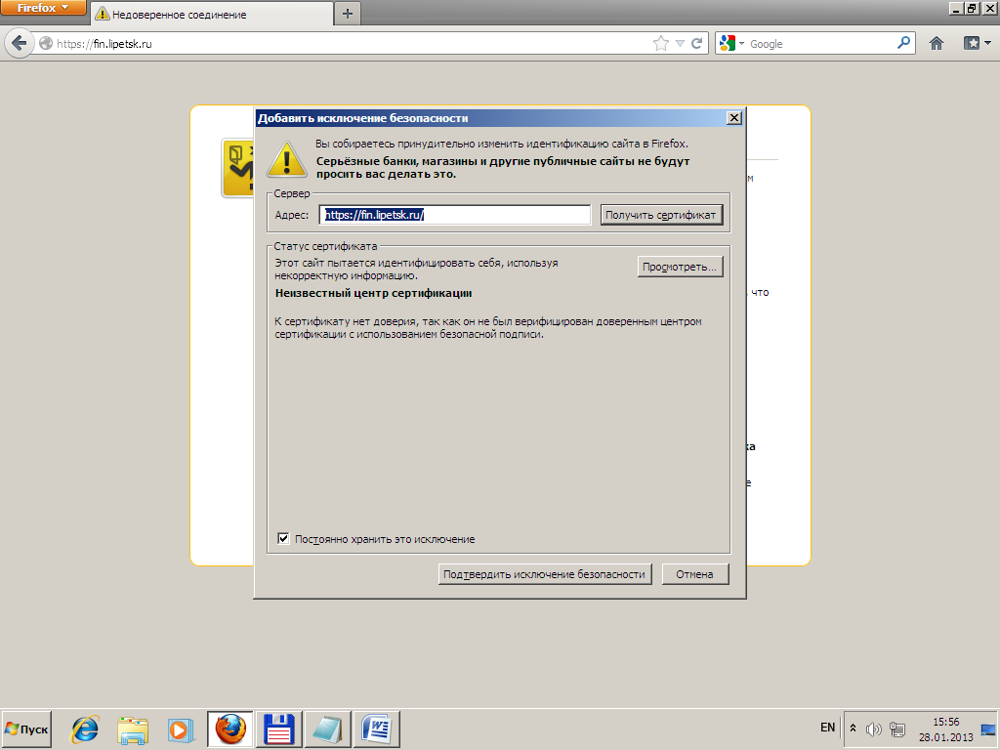 Firefox
Недоверенное соединение
https://fin.lipetsk.ru
Google
Добавить исключение безопасности
Вы собираетесь принудительно изменить идентификацию сайта в Firefox.
Серьёзные банки, магазины и другие публичные сайты не будут
просить вас делать это.
м
Сервер
Адрес:
https://fin.lipetsk.ru/
Получить сертификат
Статус сертификата
Этот сайт пытается идентифицировать себя, используя
некорректную информацию.
Просмотреть...
Неизвестный центр сертификации
что
К сертификату нет доверия, так как он не был верифицирован доверенным центром
сертификации с использованием безопасной подписи.
ка
е
Постоянно хранить это исключение
Подтвердить исключение безопасности
Отмена
Пуск
EN
15:56
28.01.2013